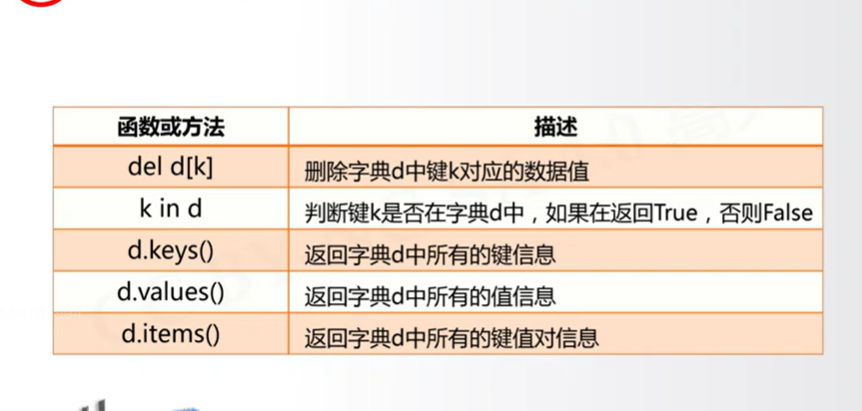 函数或方法 描述
del d[k] 删除字典d中键k对应的数据值
k in d 判断键k是否在字典d中，如果在返回True，否则False
d.keys() 返回字典d中所有的键信息
d.values() 返回字典d中所有的值信息
d.items() 返回字典d中所有的键值对信息